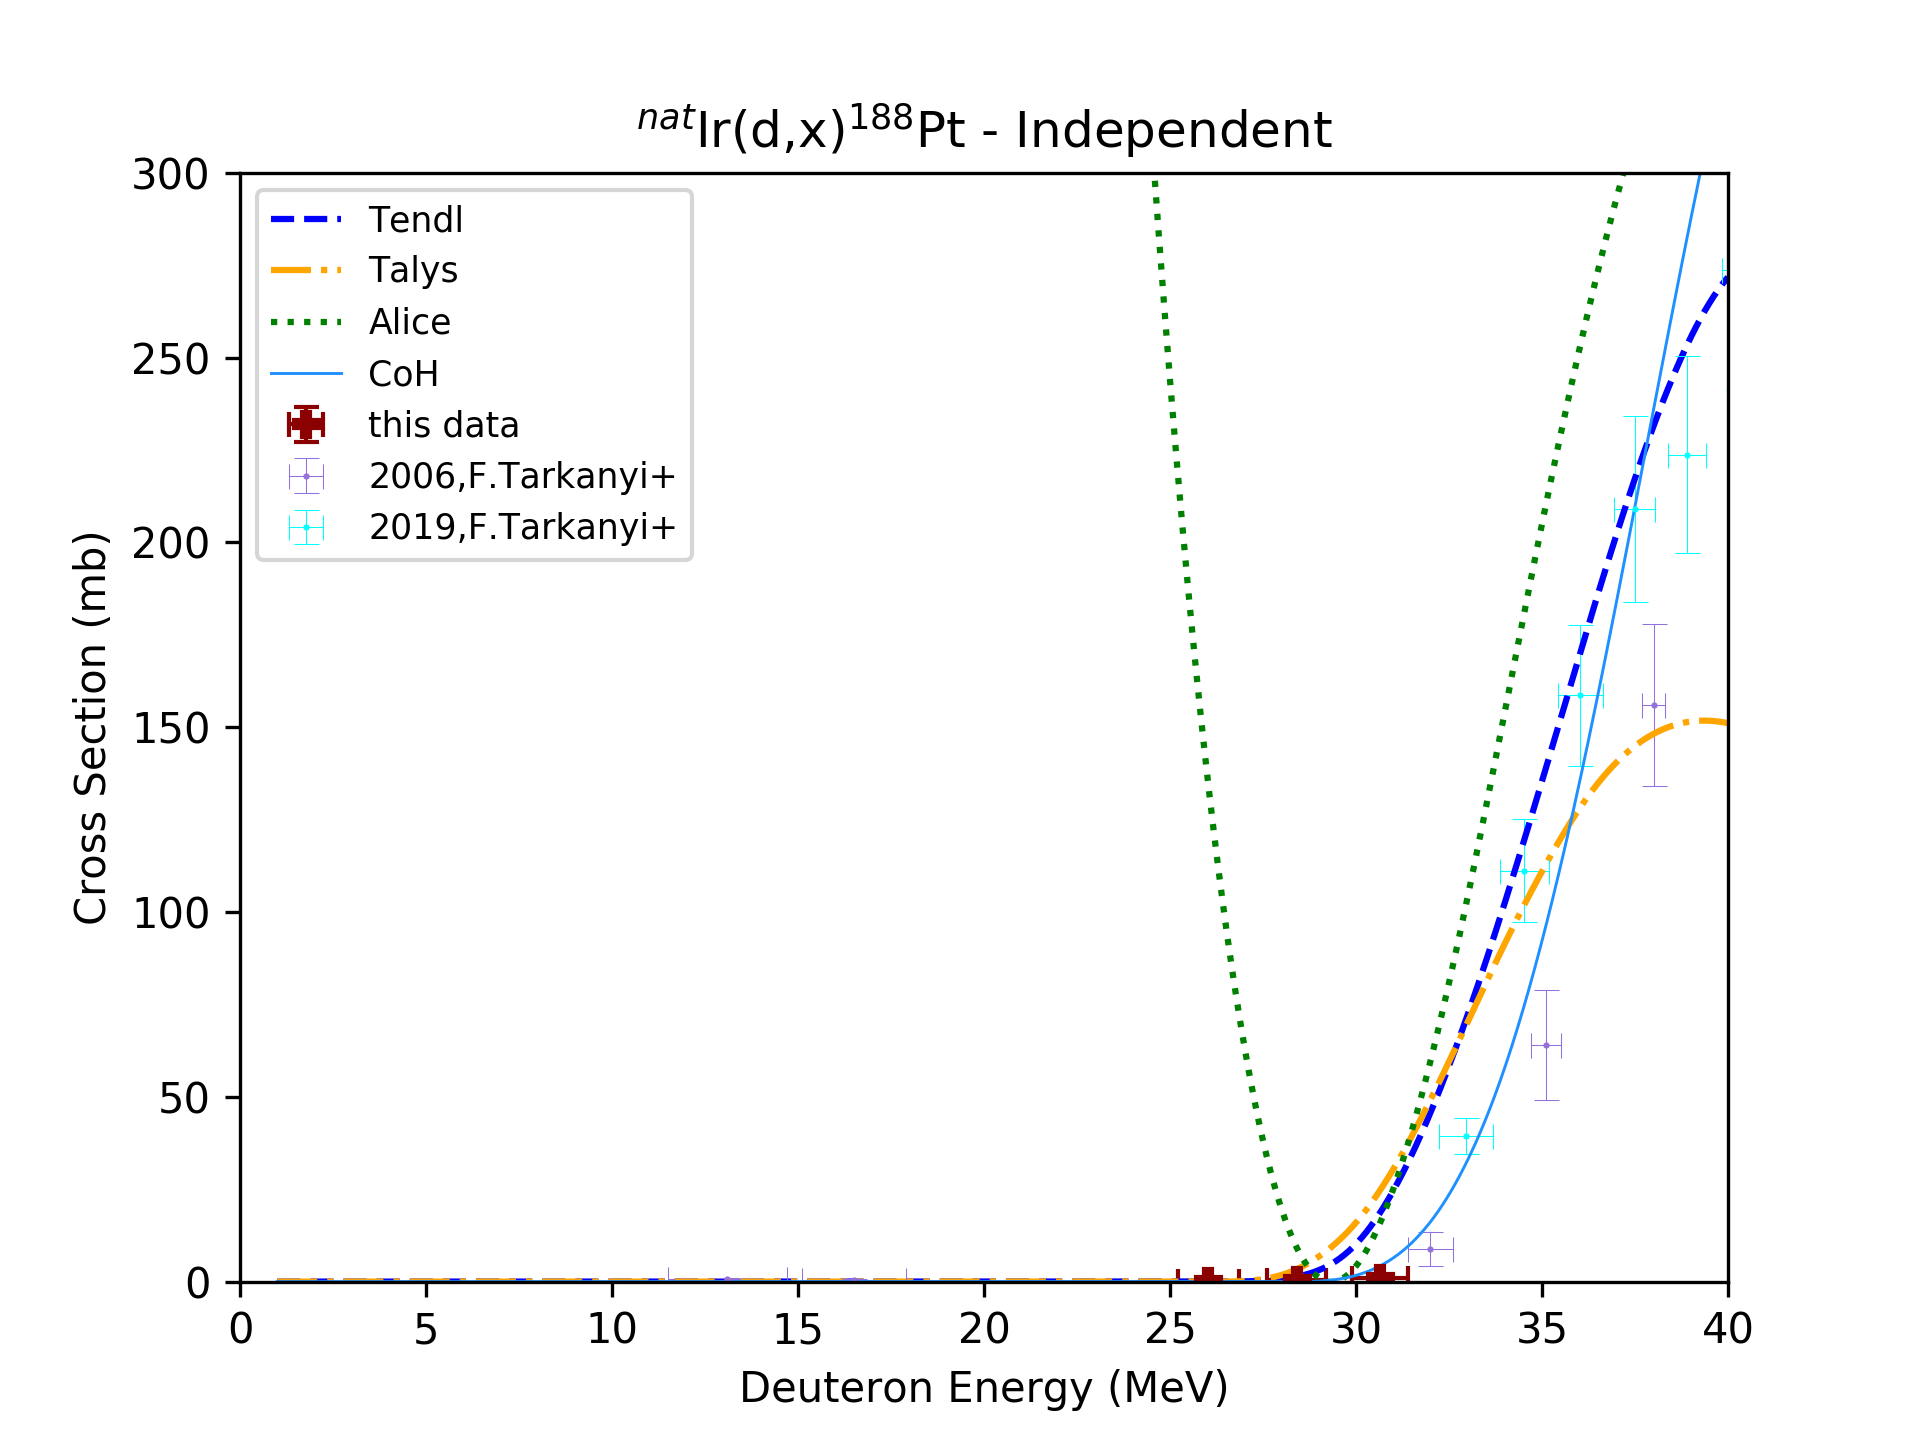 natIr(d,x)188Pt - Independent
300
250
200
150
100
50
0
Cross Section (mb)
Tendl
Talys
Alice
CoH
this data
2006,F.Tarkanyi+
2019,F.Tarkanyi+
0 5 10 15 20 25 30 35 40
Deuteron Energy (MeV)